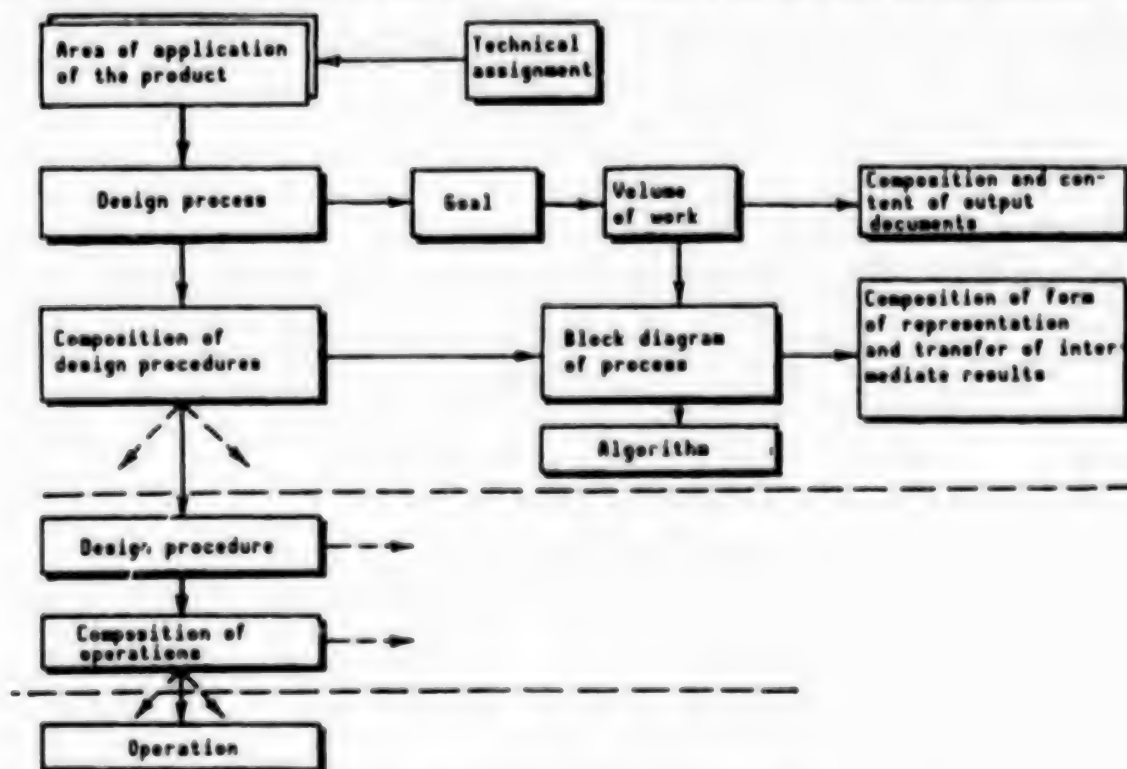 Area of application
of the product
Technical
assignment
Design process
Goal
Volume
of work
Composition and con-
tent of output
documents
Composition of
design procedures
Block diagram
of process
Composition of form
of representation
and transfer of inter-
mediate results
Algorithm
Design procedure
Composition of
operations
Operation